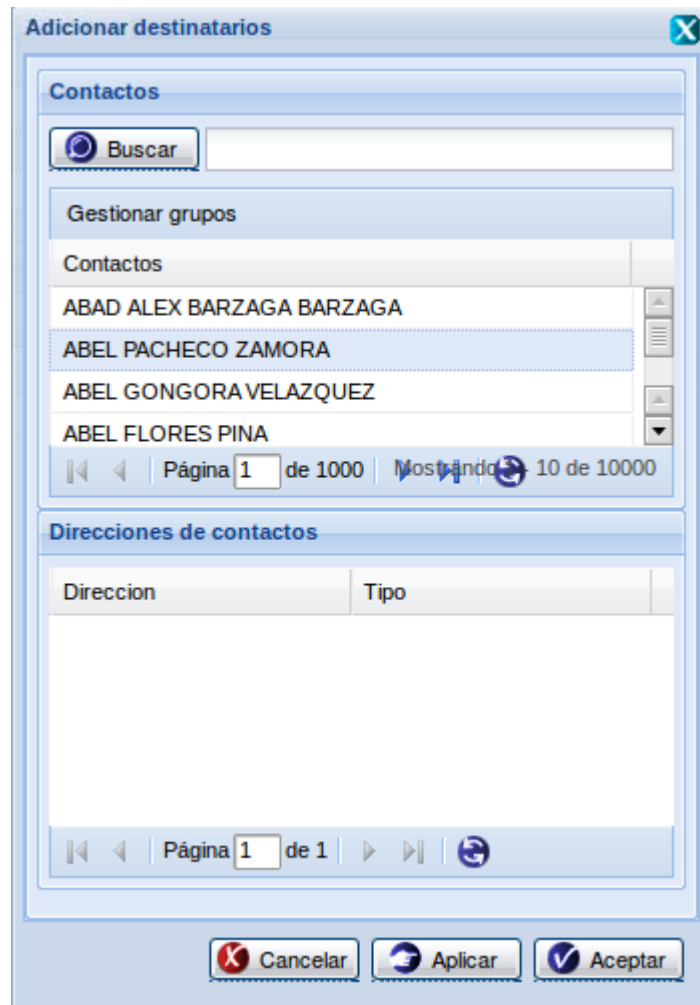 Adicionar destinatarios
Contactos
Buscar
Gestionar grupos
Contactos
ABAD ALEX BARZAGA BARZAGA
ABEL PACHECO ZAMORA
ABEL GONGORA VELAZQUEZ
ABEL FLORES PINA
Página 1 de 1000 Mostrando - 10 de 10000
Direcciones de contactos
Direccion Tipo
Página 1 de 1
Cancelar Aplicar Aceptar